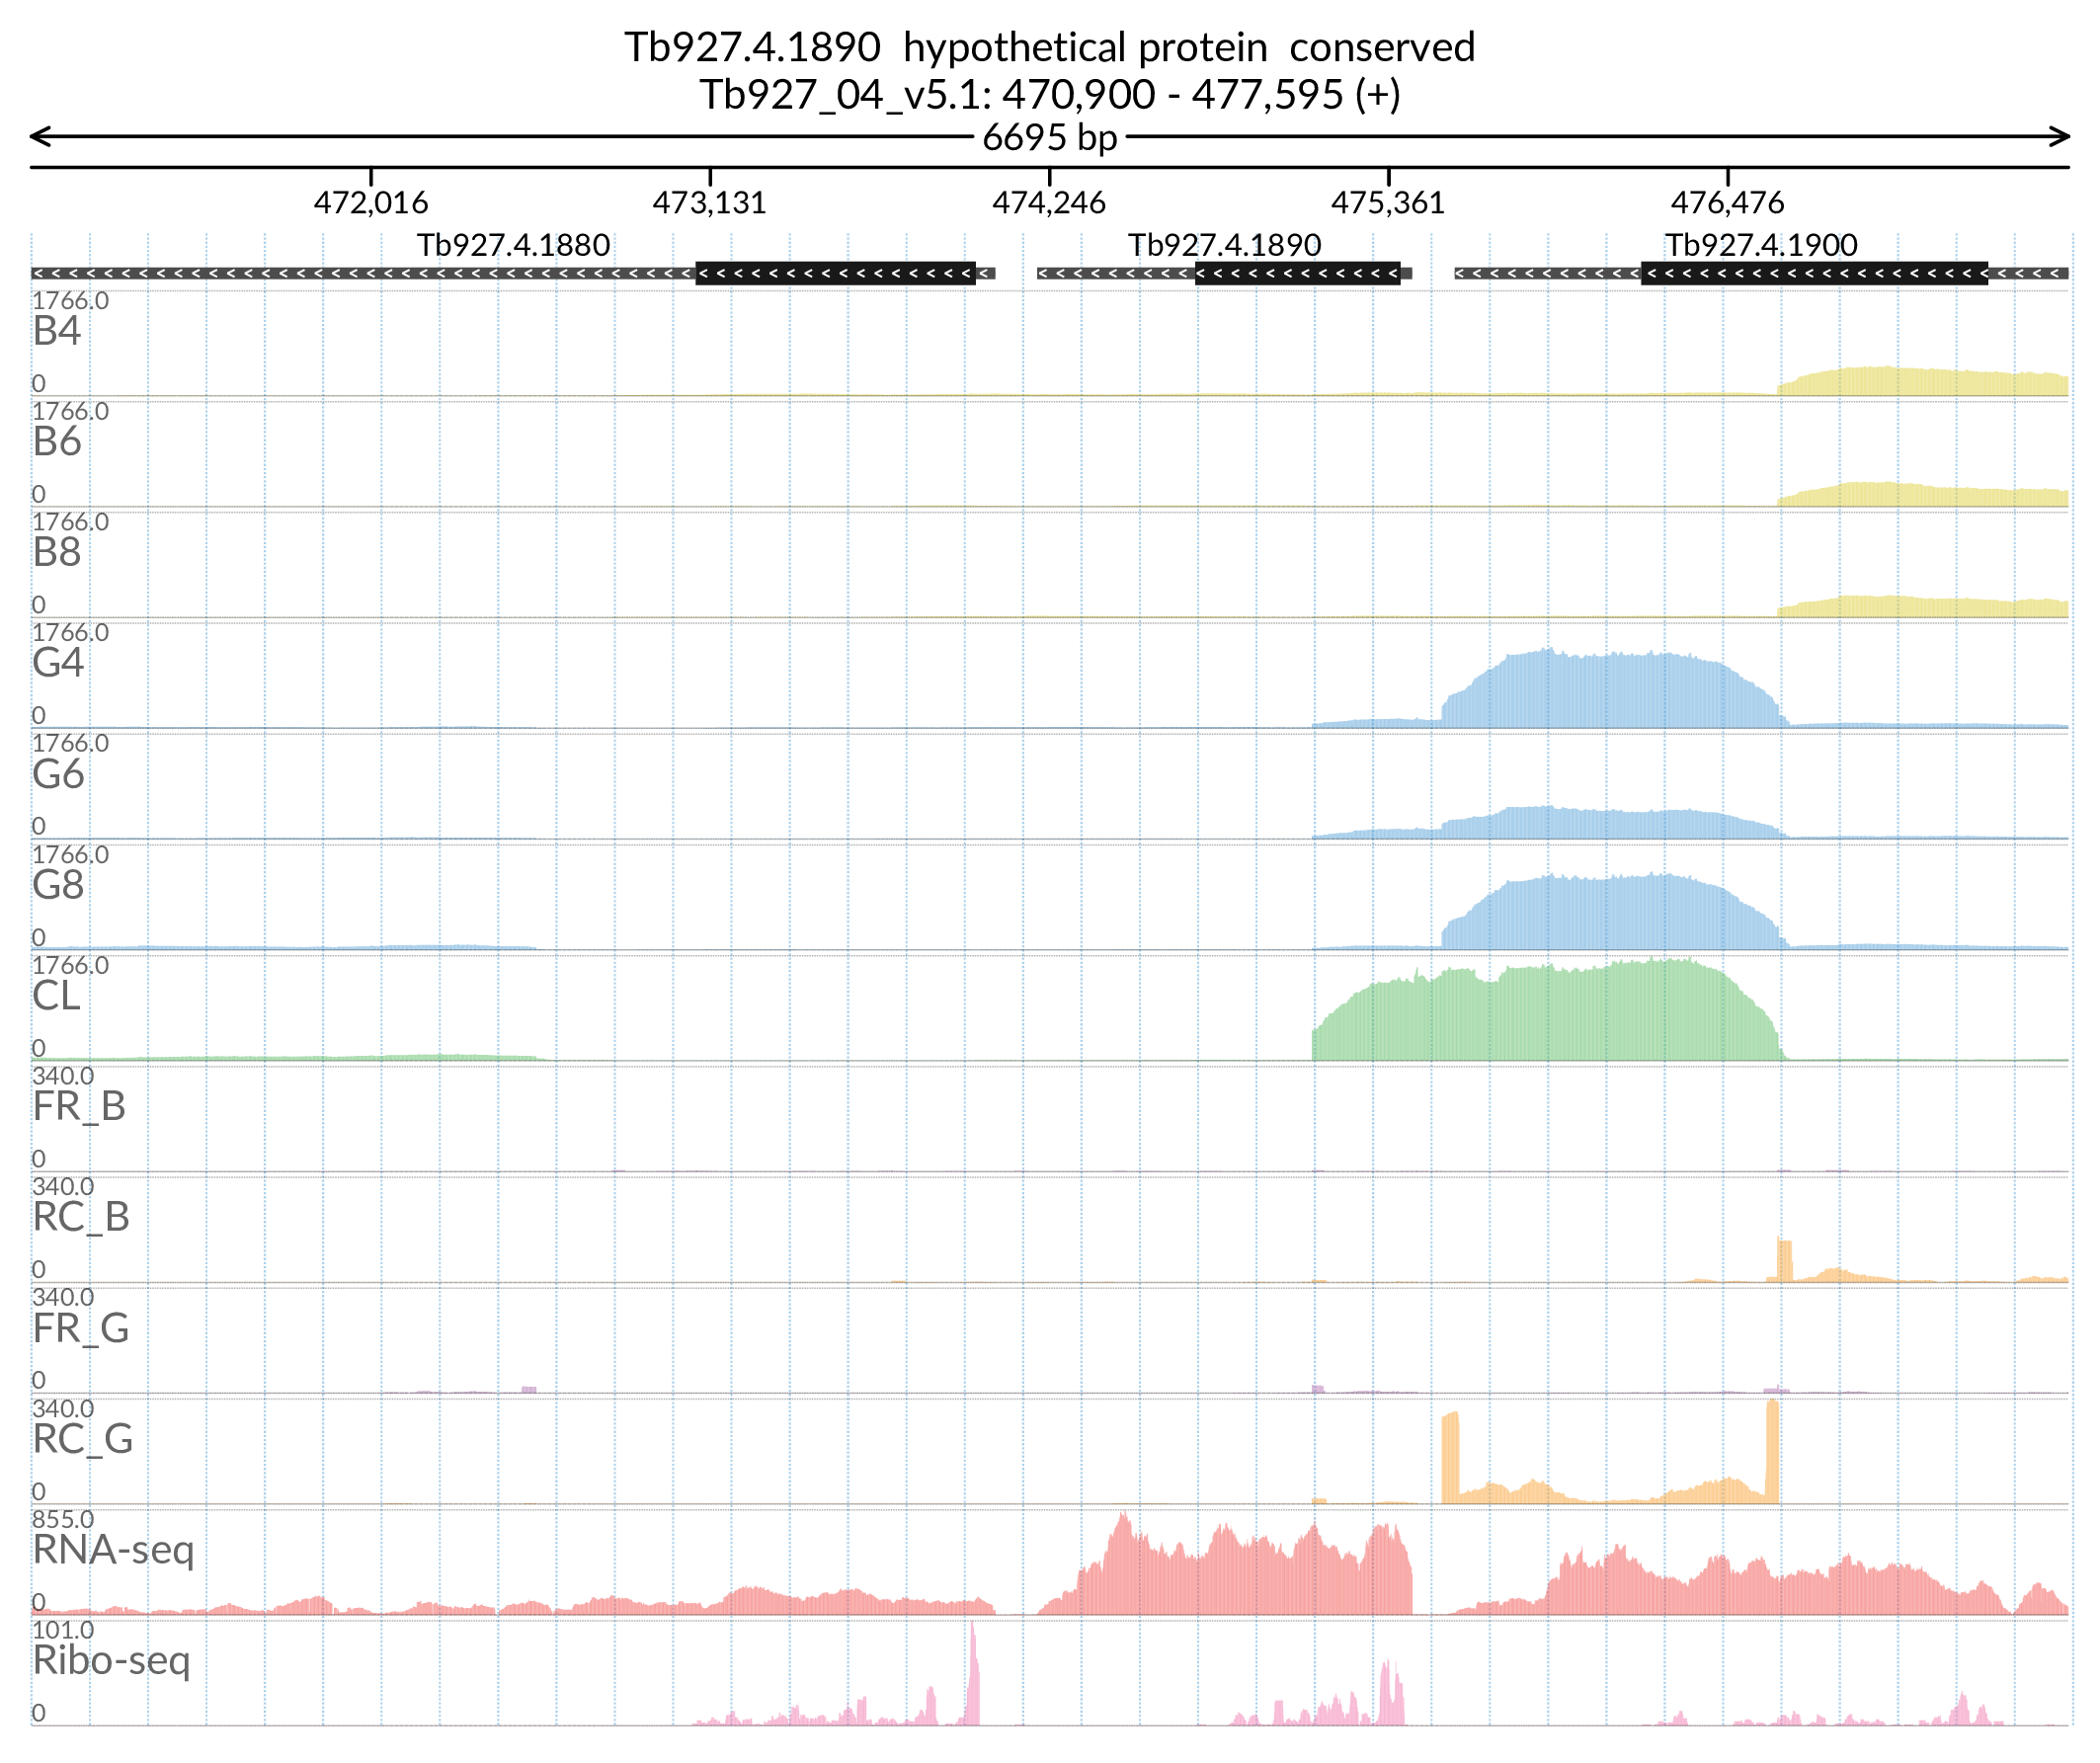 Tb927.4.1890  hypothetical protein  conserved
Tb927_04_v5.1: 470,900 - 477,595 (+)
6695 bp
472,016 473,131 474,246 475,361 476,476
Tb927.4.1880 Tb927.4.1890 Tb927.4.1900
1766.0
B4
0
1766.0
B6
0
1766.0
B8
0
1766.0
G4
0
1766.0
G6
0
1766.0
G8
0
1766.0
CL
0
340.0
FR_B
0
340.0
RC_B
0
340.0
FR_G
0
340.0
RC_G
0
855.0
RNA-seq
0
101.0
Ribo-seq
0